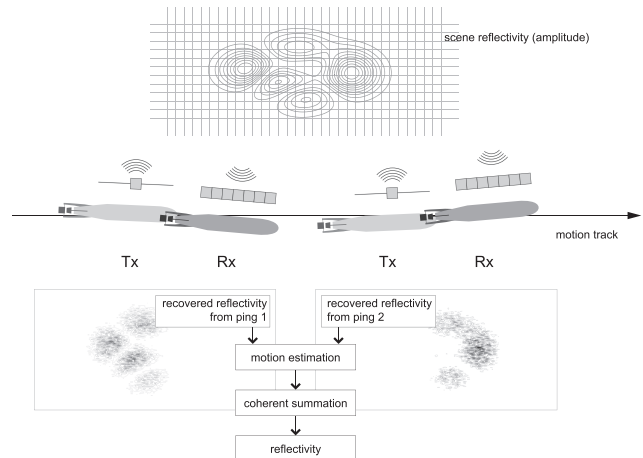 scene reflectivity (amplitude)
motion track
Tx
Rx
Tx
Rx
recovered reflectivity
from ping 1
recovered reflectivity
from ping 2
motion estimation
coherent summation
reflectivity